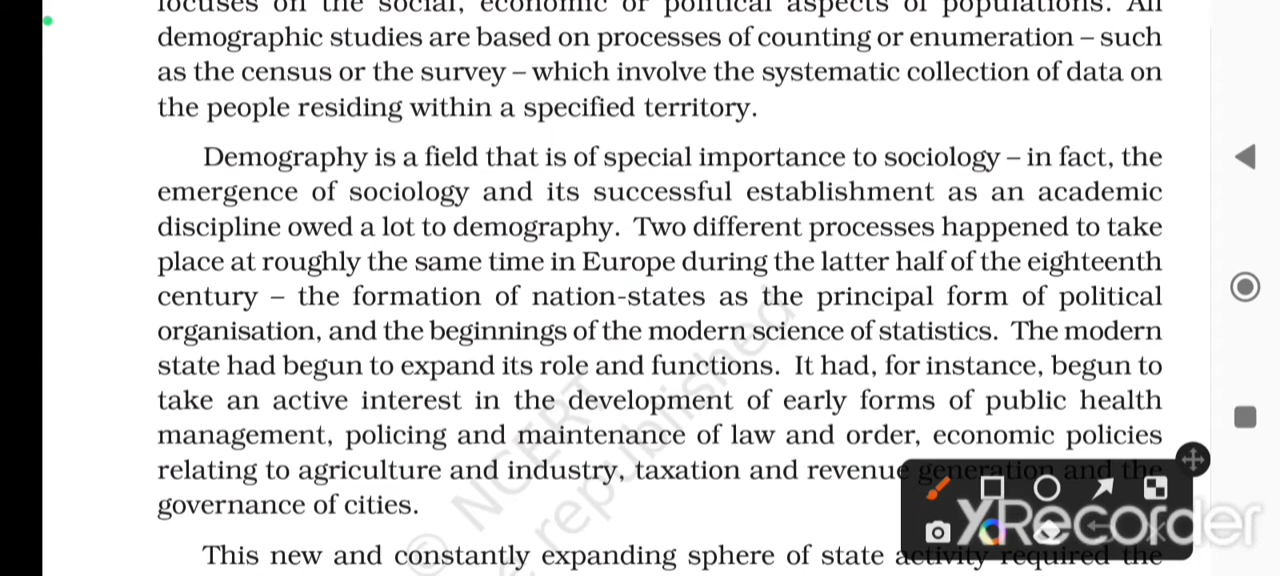 focuses on the social, economic or political aspects of populations. All
demographic studies are based on processes of counting or enumeration – such
as the census or the survey – which involve the systematic collection of data on
the people residing within a specified territory.
Demography is a field that is of special importance to sociology – in fact, the
emergence of sociology and its successful establishment as an academic
discipline owed a lot to demography. Two different processes happened to take
place at roughly the same time in Europe during the latter half of the eighteenth
century – the formation of nation-states as the principal form of political
organisation, and the beginnings of the modern science of statistics. The modern
state had begun to expand its role and functions. It had, for instance, begun to
take an active interest in the development of early forms of public health
management, policing and maintenance of law and order, economic policies
relating to agriculture and industry, taxation and revenue generation and the
governance of cities.
This new and constantly expanding sphere of state activity required the
© NCERT
republished
XRecorder